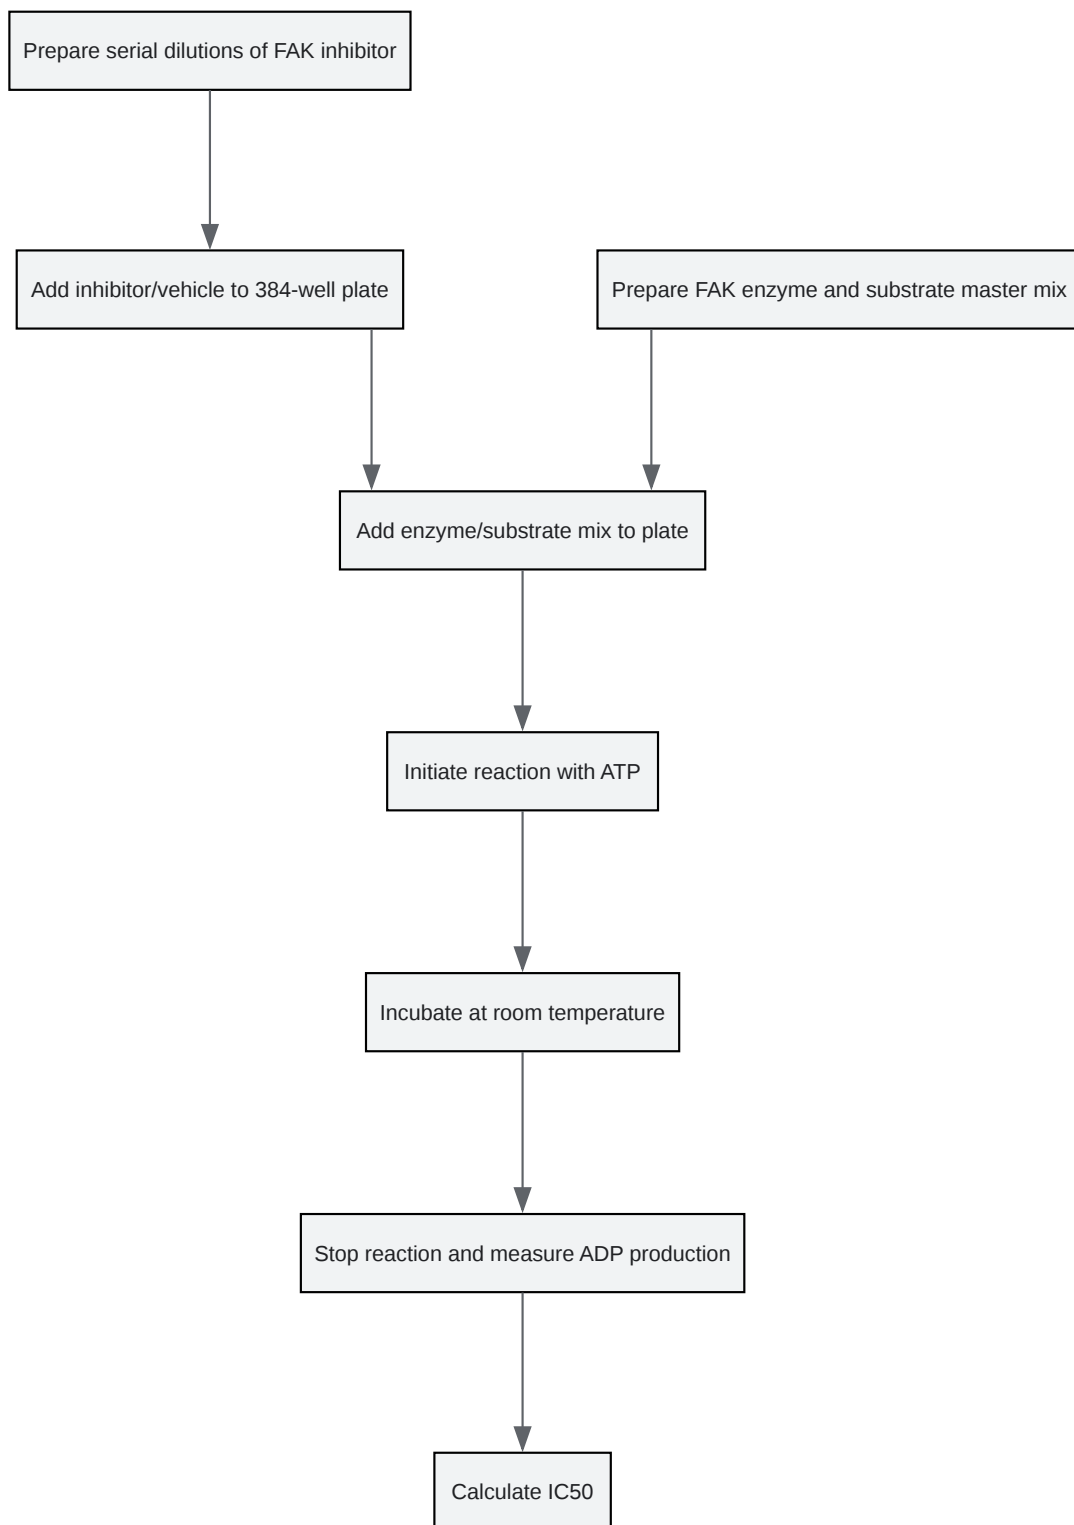 Prepare serial dilutions of FAK inhibitor
Add inhibitor/vehicle to 384-well plate
Prepare FAK enzyme and substrate master mix
Add enzyme/substrate mix to plate
Initiate reaction with ATP
Incubate at room temperature
Stop reaction and measure ADP production
Calculate IC50